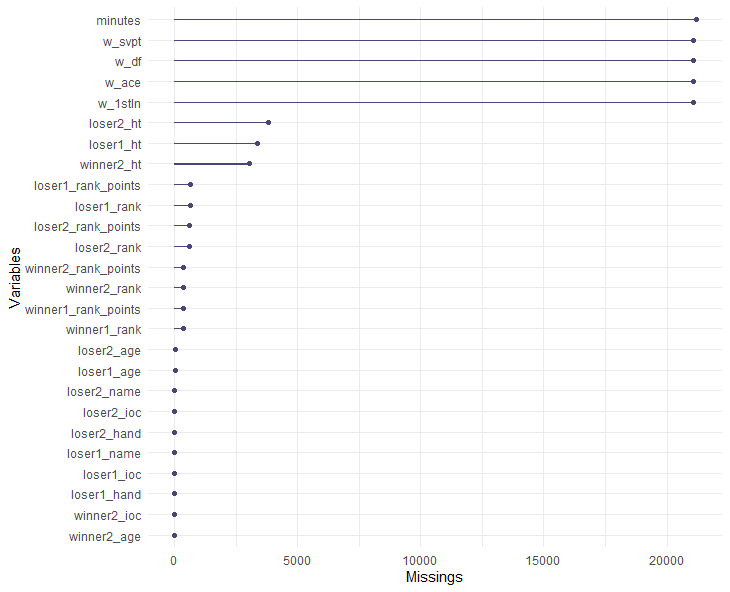 minutes
w_svpt
w_df
w_ace
w_1stIn
loser2_ht
loser1_ht
winner2_ht
loser1_rank_points
loser1_rank
loser2_rank_points
loser2_rank
winner2_rank_points
winner2_rank
winner1_rank_points
winner1_rank
loser2_age
loser1_age
loser2_name
loser2_ioc
loser2_hand
loser1_name
loser1_ioc
loser1_hand
winner2_ioc
winner2_age
Variables
0 5000 10000 15000 20000
Missings